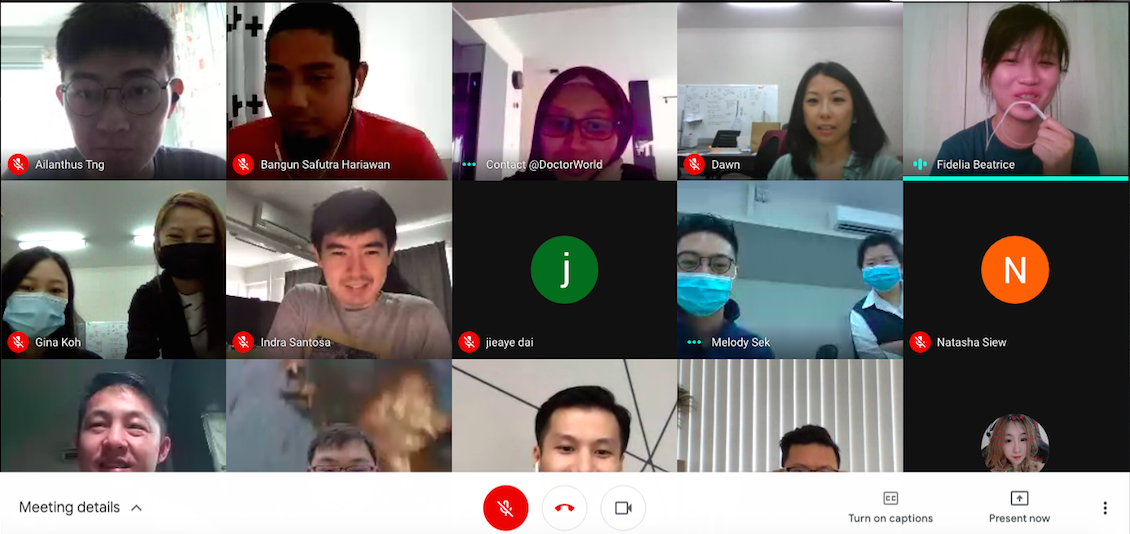 Ailanthus Tng
Bangun Safutra Hariawan
Contact @DoctorWorld
Dawn
Fidelia Beatrice
Gina Koh
Indra Santosa
j
jieaye dai
Melody Sek
N
Natasha Siew
Meeting details
CC
Turn on captions
Present now